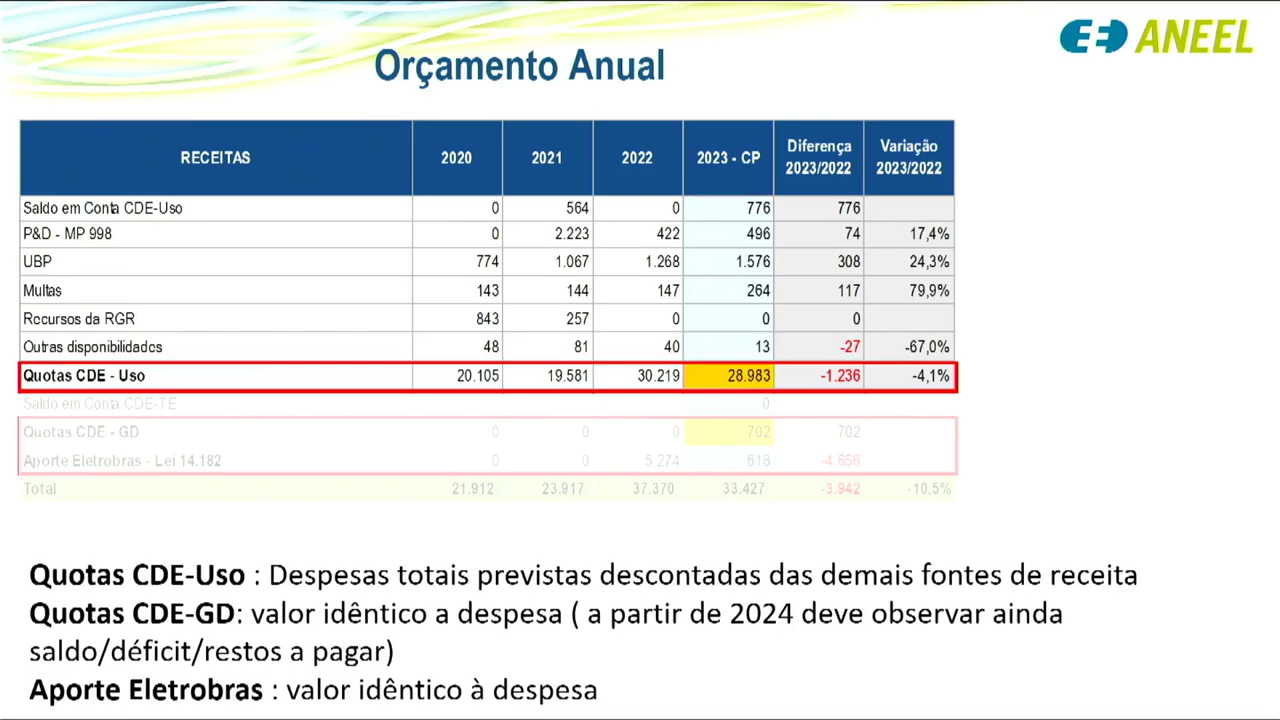 ANEEL
Orçamento Anual
RECEITAS 2020 2021 2022 2023 - CP Diferença 2023/2022 Variação 2023/2022
Saldo em Conta CDE-Uso 0 564 0 776 776
P&D - MP 998 0 2.223 422 496 74 17,4%
UBP 774 1.067 1.268 1.576 308 24,3%
Multas 143 144 147 264 117 79,9%
Recursos da RGR 843 257 0 0 0
Outras disponibilidades 48 81 40 13 -27 -67,0%
Quotas CDE - Uso 20.105 19.581 30.219 28.983 -1.236 -4,1%
Saldo em Conta CDE-TE 0
Quotas CDE - GD 0 0 0 702 702
Aporte Eletrobras - Lei 14.182 0 0 5.274 618 -4.656
Total 21.912 23.917 37.370 33.427 -3.942 -10,5%
Quotas CDE-Uso : Despesas totais previstas descontadas das demais fontes de receita
Quotas CDE-GD: valor idêntico a despesa ( a partir de 2024 deve observar ainda
saldo/déficit/restos a pagar)
Aporte Eletrobras : valor idêntico à despesa